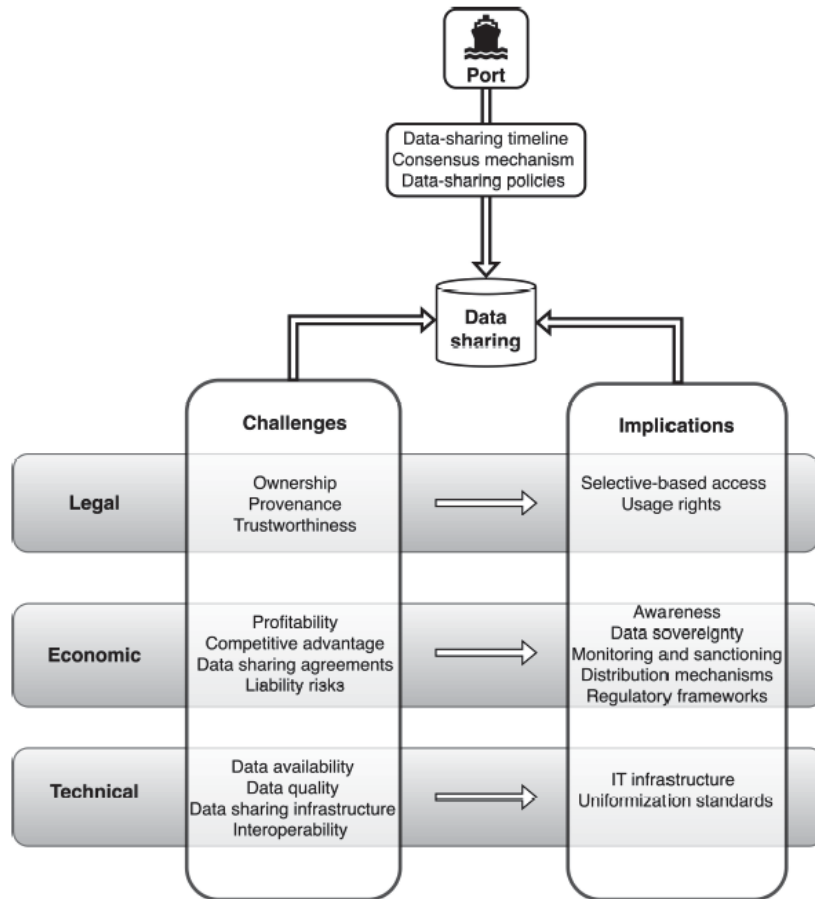 Port
Data-sharing timeline
Consensus mechanism
Data-sharing policies
Data
sharing
Challenges
Implications
Legal
Ownership
Provenance
Trustworthiness
Selective-based access
Usage rights
Economic
Profitability
Competitive advantage
Data sharing agreements
Liability risks
Awareness
Data sovereignty
Monitoring and sanctioning
Distribution mechanisms
Regulatory frameworks
Technical
Data availability
Data quality
Data sharing infrastructure
Interoperability
IT infrastructure
Uniformization standards